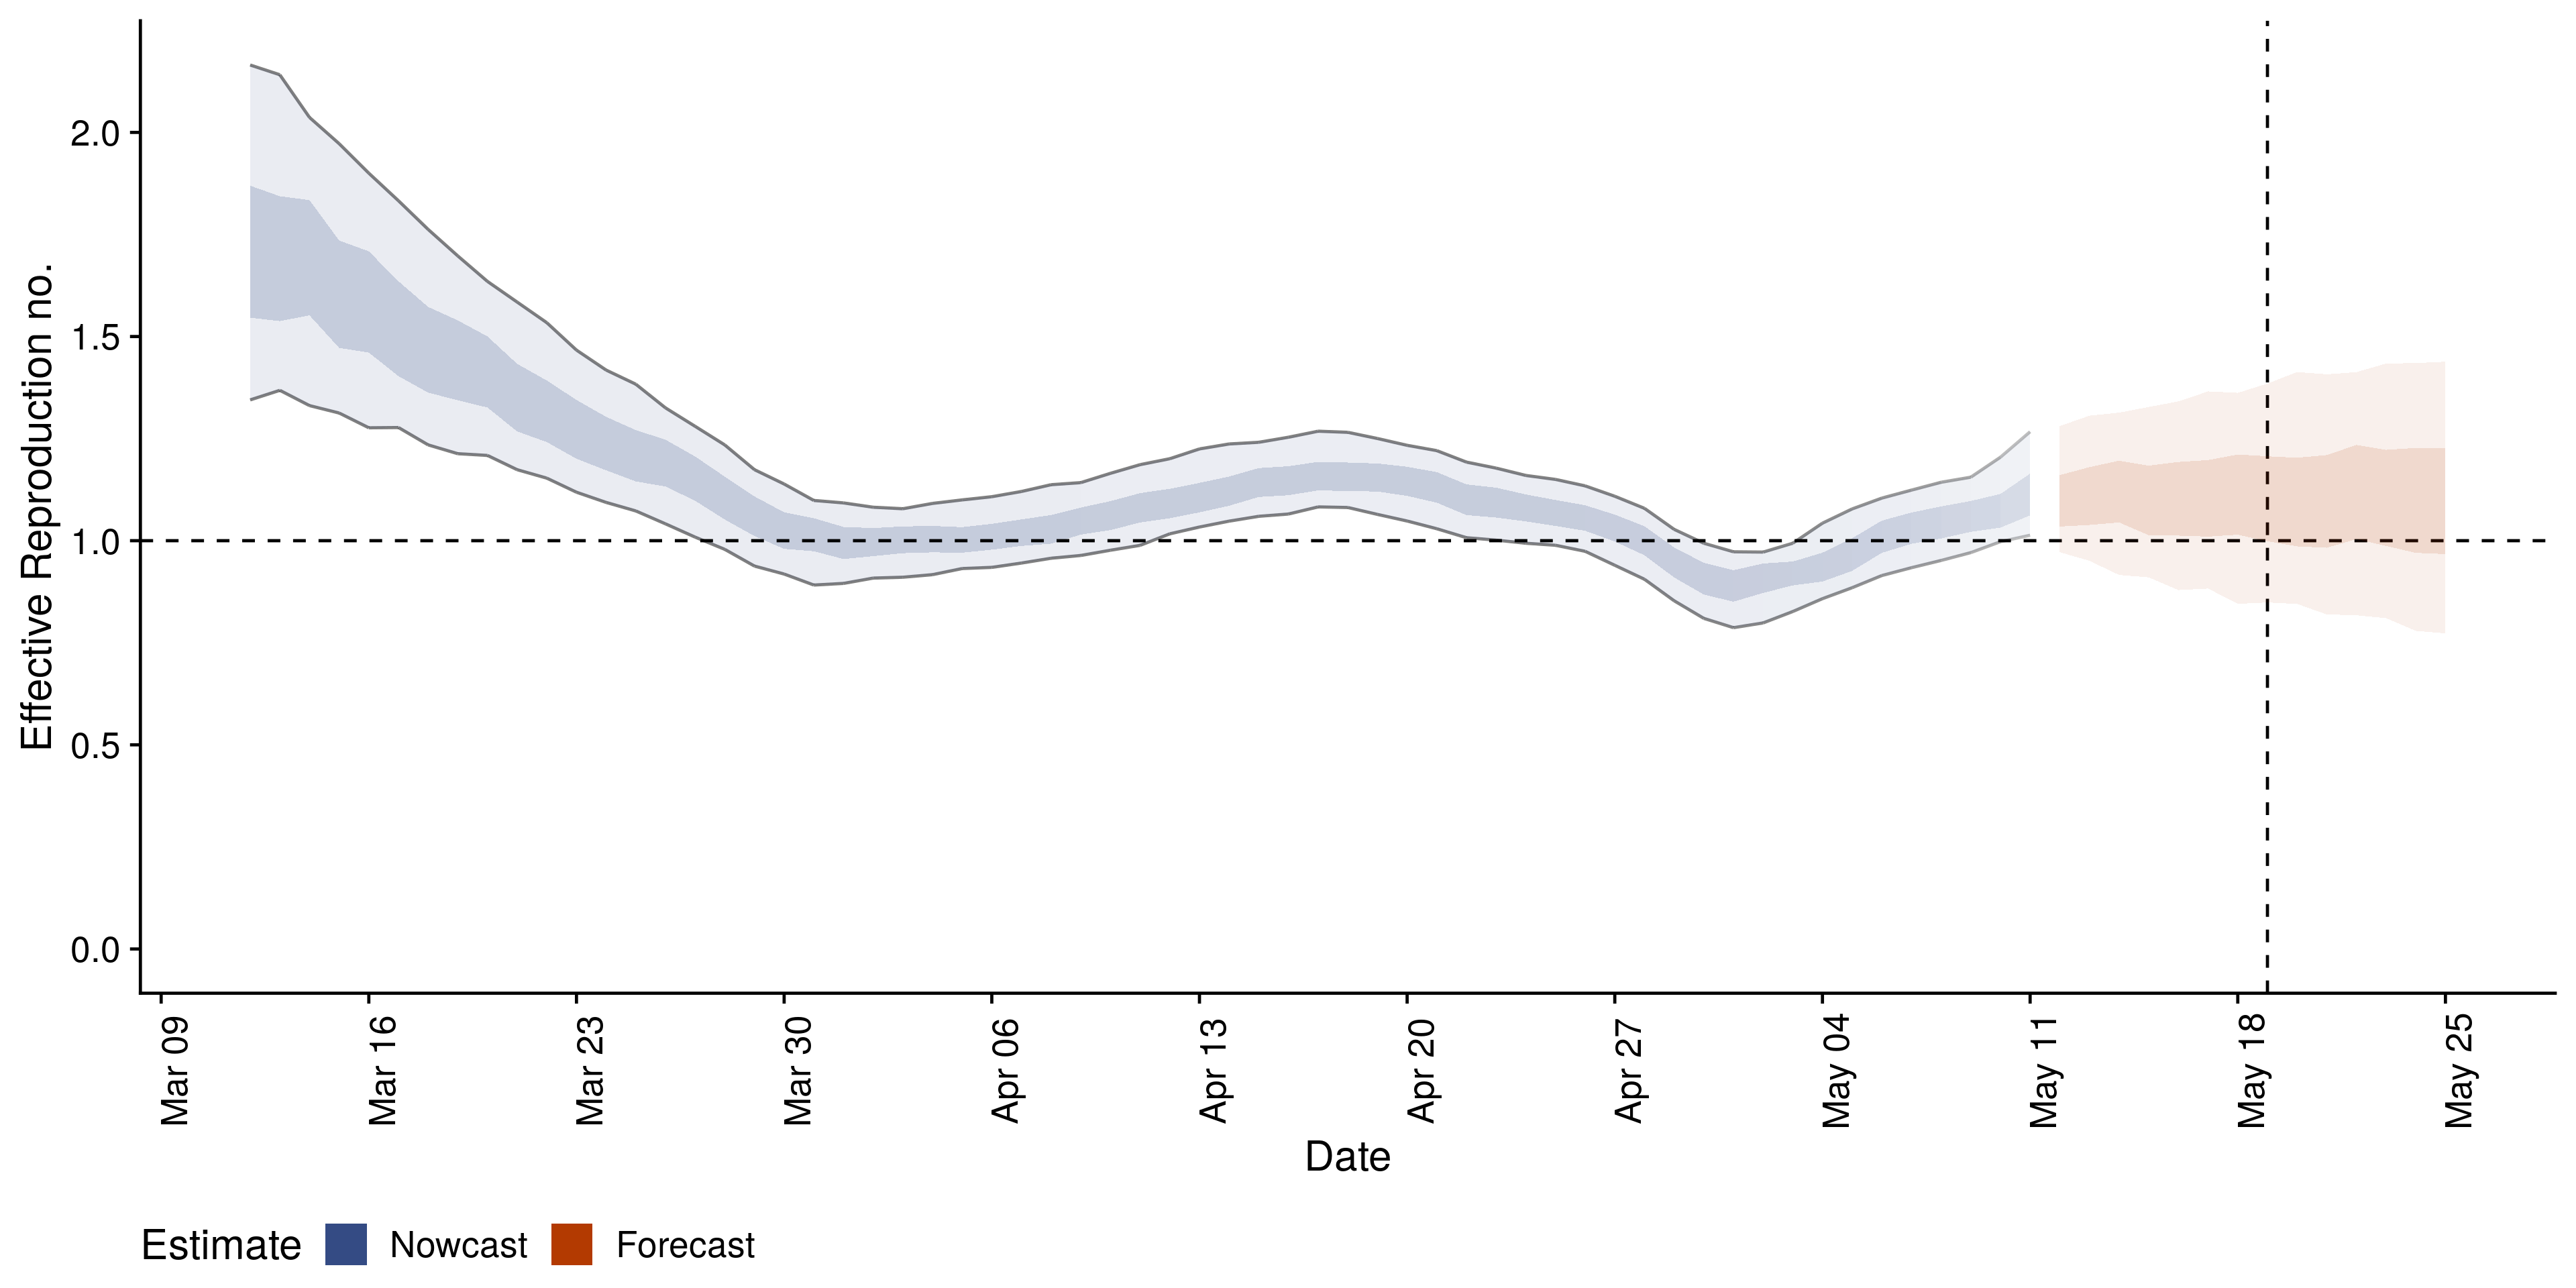 Effective Reproduction no.
2.0
1.5
1.0
0.5
0.0
Mar 09
Mar 16
Mar 23
Mar 30
Apr 06
Apr 13
Apr 20
Apr 27
May 04
May 11
May 18
May 25
Date
Estimate Nowcast Forecast